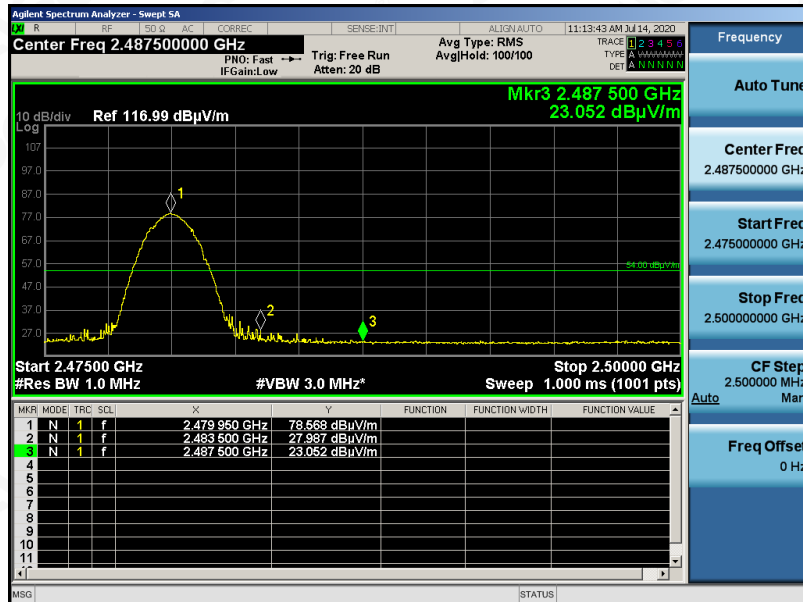 Agilent Spectrum Analyzer - Swept SA
LXI R RF 50 Ω AC CORREC SENSE:INT ALIGN AUTO 11:13:43 AM Jul 14, 2020
Center Freq 2.487500000 GHz
PNO: Fast
IFGain:Low
Trig: Free Run
Atten: 20 dB
Avg Type: RMS
Avg|Hold: 100/100
TRACE 1 2 3 4 5 6
TYPE A
DET A N N N N N
Mkr3 2.487 500 GHz
23.052 dBµV/m
10 dB/div
Log
Ref 116.99 dBµV/m
107
97.0
87.0
77.0
67.0
57.0
47.0
37.0
27.0
1
2
3
54.00 dBµV/m
Start 2.47500 GHz Stop 2.50000 GHz
#Res BW 1.0 MHz #VBW 3.0 MHz* Sweep 1.000 ms (1001 pts)
MKR MODE TRC SCL X Y FUNCTION FUNCTION WIDTH FUNCTION VALUE
1 N 1 f 2.479 950 GHz 78.568 dBµV/m
2 N 1 f 2.483 500 GHz 27.987 dBµV/m
3 N 1 f 2.487 500 GHz 23.052 dBµV/m
4
5
6
7
8
9
10
11
MSG STATUS
Frequency
Auto Tune
Center Freq
2.487500000 GHz
Start Freq
2.475000000 GHz
Stop Freq
2.500000000 GHz
CF Step
2.500000 MHz
Auto Man
Freq Offset
0 Hz